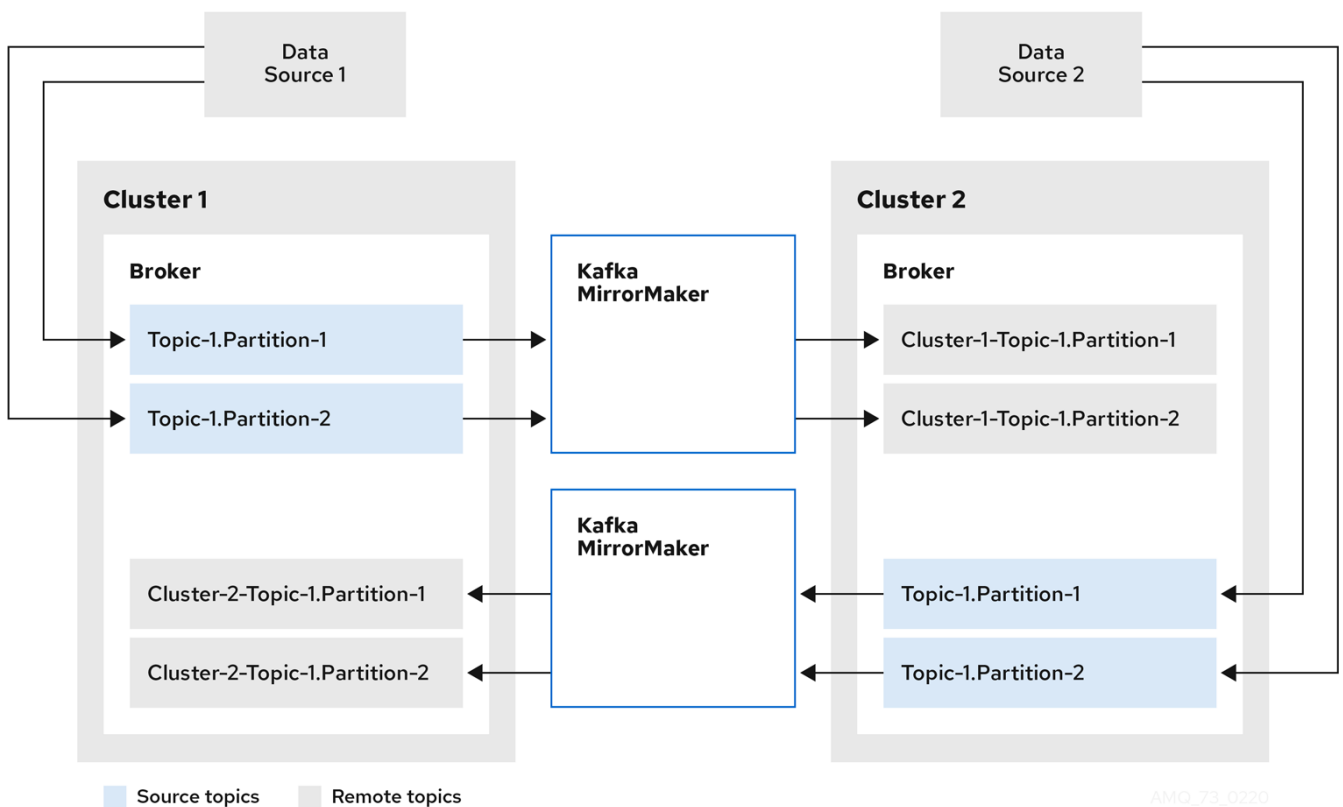 Data
Source 1
Data
Source 2
Cluster 1
Broker
Topic-1.Partition-1
Topic-1.Partition-2
Cluster-2-Topic-1.Partition-1
Cluster-2-Topic-1.Partition-2
Kafka
MirrorMaker
Kafka
MirrorMaker
Cluster 2
Broker
Cluster-1-Topic-1.Partition-1
Cluster-1-Topic-1.Partition-2
Topic-1.Partition-1
Topic-1.Partition-2
Source topics
Remote topics
AMQ_73_0220